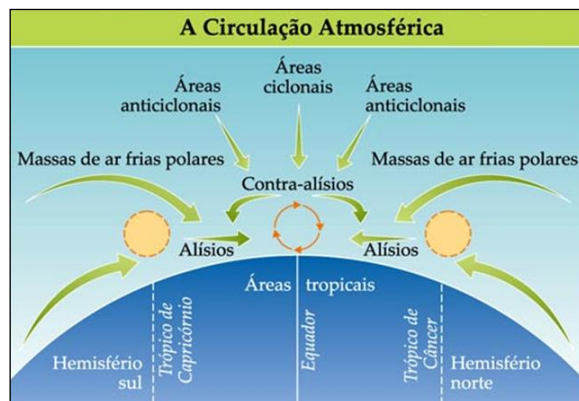 A Circulação Atmosférica
Áreas
anticiclonais
Áreas
ciclonais
Áreas
anticiclonais
Massas de ar frias polares
Massas de ar frias polares
Contra-alísios
Alísios
Alísios
Áreas
tropicais
Hemisfério
sul
Trópico de
Capricórnio
Equador
Trópico de
Câncer
Hemisfério
norte